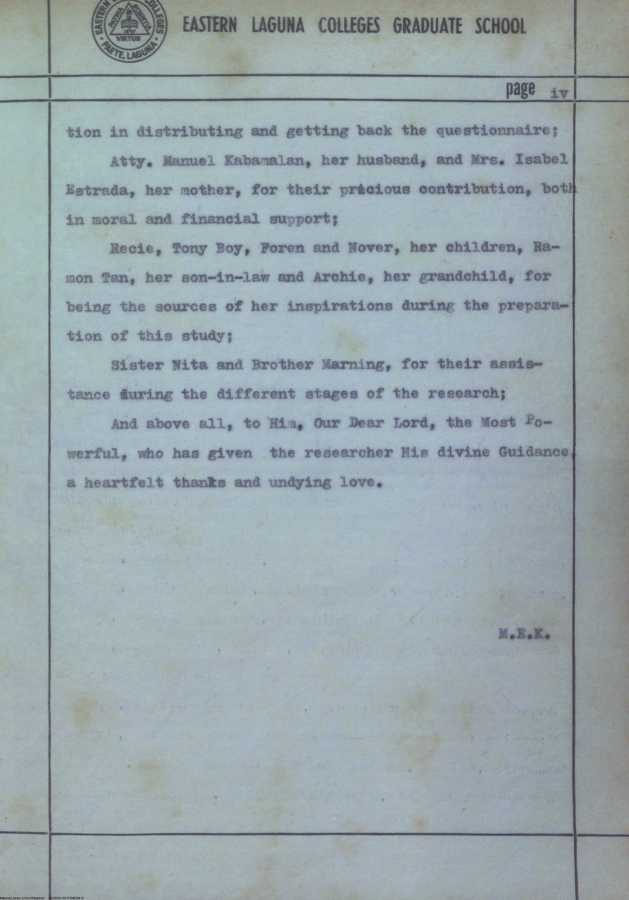 EASTERN LAGUNA COLLEGES GRADUATE SCHOOL
EASTERN COLLEGES
VIRTUS
PAETE, LAGUNA
page iv
tion in distributing and getting back the questionnaire;
Atty. Manuel Kabamalan, her husband, and Mrs. Isabel
Estrada, her mother, for their precious contribution, both
in moral and financial support;
Recie, Tony Boy, Foren and Nover, her children, Ra-
mon Tan, her son-in-law and Archie, her grandchild, for
being the sources of her inspirations during the prepara-
tion of this study;
Sister Nita and Brother Marning, for their assis-
tance during the different stages of the research;
And above all, to Him, Our Dear Lord, the Most Po-
werful, who has given the researcher His divine Guidance,
a heartfelt thanks and undying love.
M.E.K.